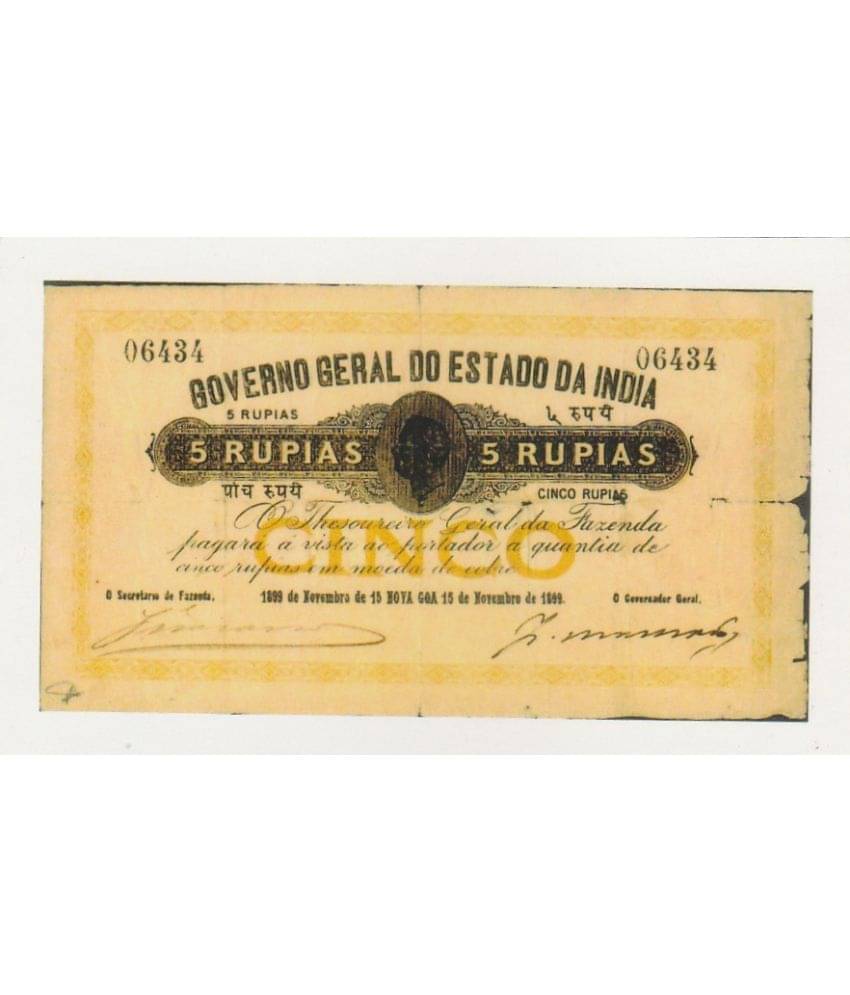 06434
06434
GOVERNO GERAL DO ESTADO DA INDIA
5 RUPIAS
५ रुपये
5 RUPIAS
5 RUPIAS
पांच रुपये
CINCO RUPIAS
O Thesoureiro Geral da Fazenda
pagará á vista ao portador a quantia de
cinco rupias em moeda de cobre
CINCO
O Secretario de Fazenda,
1899 de Novembro de 15 NOVA GOA 15 de Novembro de 1899.
O Governador Geral,